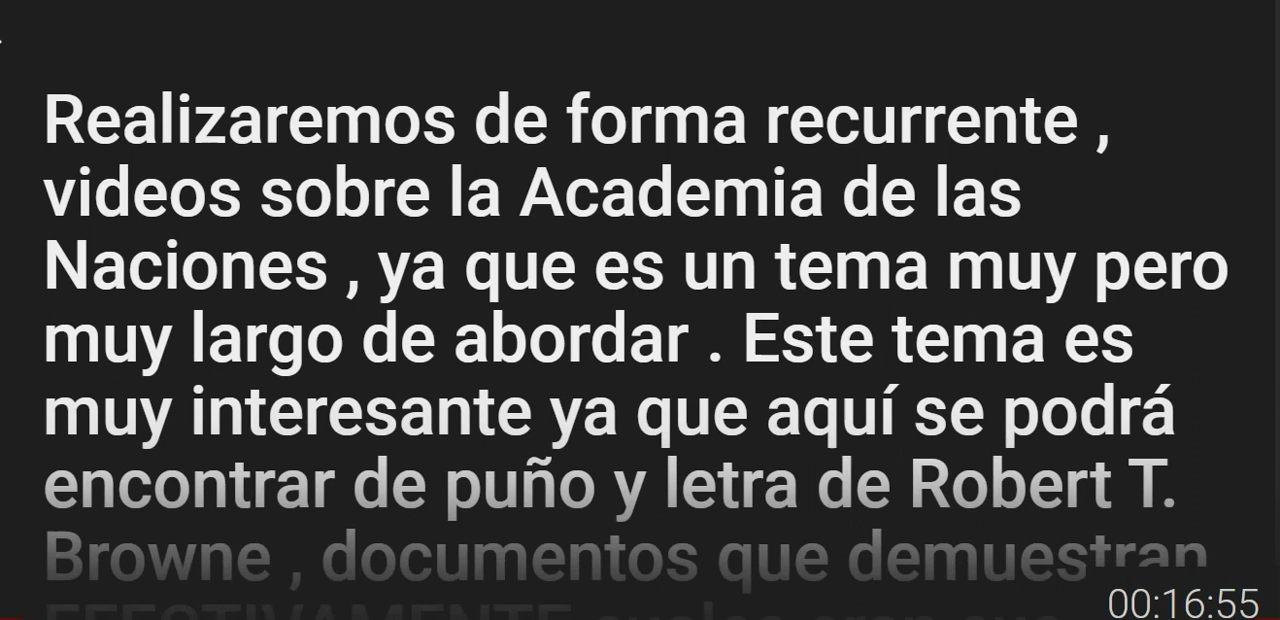 Realizaremos de forma recurrente ,
videos sobre la Academia de las
Naciones , ya que es un tema muy pero
muy largo de abordar . Este tema es
muy interesante ya que aquí se podrá
encontrar de puño y letra de Robert T.
Browne , documentos que demuestran
EFECTIVAMENTE
00:16:55